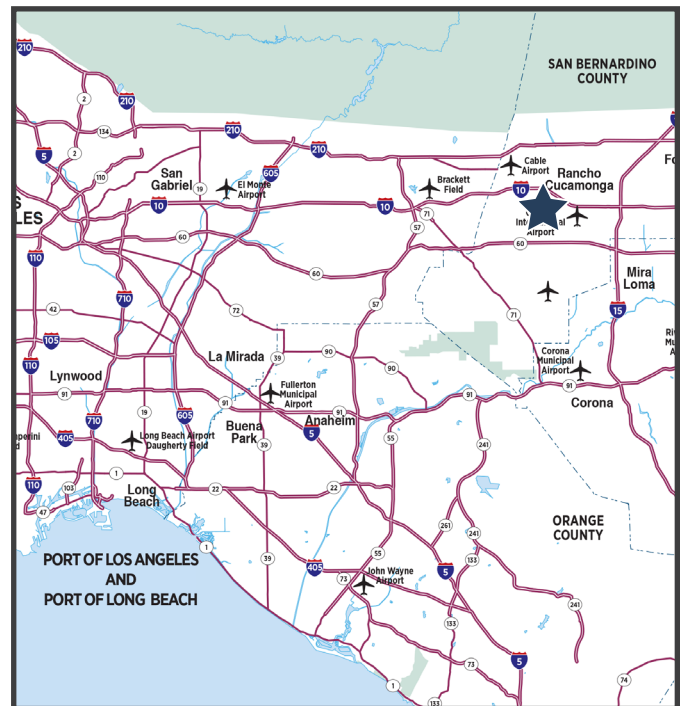 210
SAN BERNARDINO
COUNTY
2
210
134
210
5
2
210
605
Cable
Airport
Rancho
Cucamonga
San
Gabriel
110
19
El Monte
Airport
Brackett
Field
10
10
10
71
57
Airport
60
60
60
110
710
Mira
Loma
42
72
57
71
15
105
La Mirada
39
90
110
Lynwood
90
Corona
Municipal
Airport
91
91
Fullerton
Municipal
Airport
91
91
91
Corona
710
19
605
Buena
Park
Anaheim
5
55
241
405
Long Beach Airport
Daugherty Field
39
110
103
1
Long
Beach
22
22
47
261
241
ORANGE
COUNTY
1
PORT OF LOS ANGELES
AND
PORT OF LONG BEACH
39
405
55
73
John Wayne
Airport
5
133
241
133
73
5
74
1
133